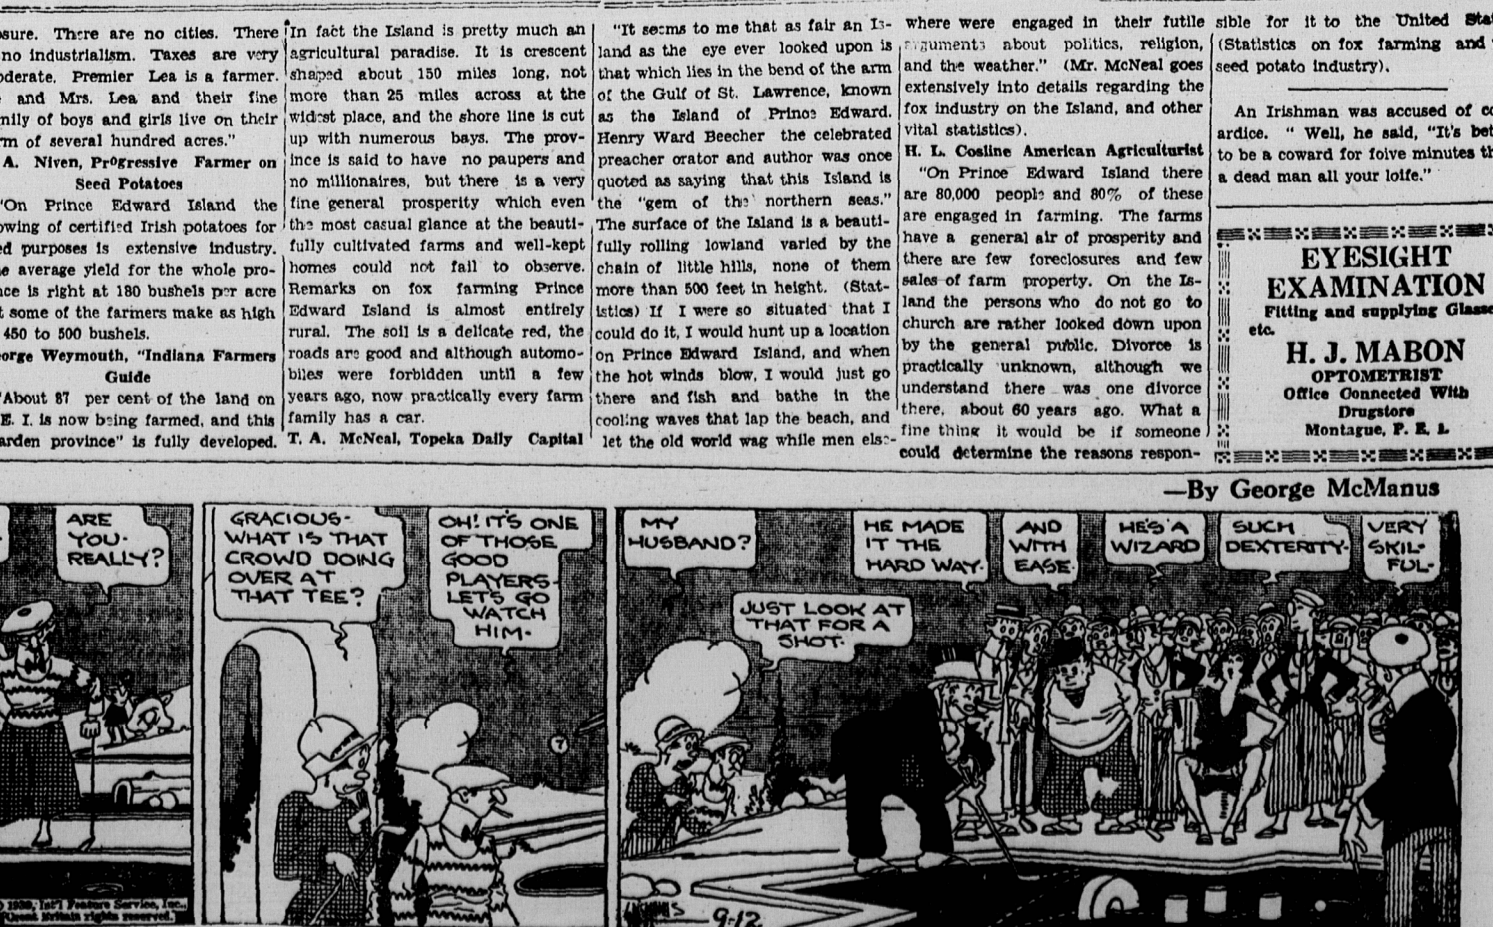 sure. There are no cities. There
no industrialism. Taxes are very
oderate. Premier Lea is a farmer.
and Mrs. Lea and their fine
mily of boys and girls live on their
rm of several hundred acres."
A. Niven, Progressive Farmer on
Seed Potatoes
"On Prince Edward Island the
owing of certified Irish potatoes for
ed purposes is extensive industry.
e average yield for the whole pro-
nce is right at 180 bushels per acre
t some of the farmers make as high
450 to 500 bushels.
orge Weymouth, "Indiana Farmers
Guide
"About 87 per cent of the land on
E. I. is now being farmed, and this
arden province" is fully developed.
In fact the Island is pretty much an
agricultural paradise. It is crescent
shaped about 150 miles long, not
more than 25 miles across at the
widest place, and the shore line is cut
up with numerous bays. The prov-
ince is said to have no paupers and
no millionaires, but there is a very
fine general prosperity which even
the most casual glance at the beauti-
fully cultivated farms and well-kept
homes could not fail to observe.
Remarks on fox farming Prince
Edward Island is almost entirely
rural. The soil is a delicate red, the
roads are good and although automo-
biles were forbidden until a few
years ago, now practically every farm
family has a car.
T. A. McNeal, Topeka Daily Capital
"It seems to me that as fair an Is-
land as the eye ever looked upon is
that which lies in the bend of the arm
of the Gulf of St. Lawrence, known
as the Island of Prince Edward.
Henry Ward Beecher the celebrated
preacher orator and author was once
quoted as saying that this Island is
the "gem of the northern seas."
The surface of the Island is a beauti-
fully rolling lowland varied by the
chain of little hills, none of them
more than 500 feet in height. (Stat-
istics) If I were so situated that I
could do it, I would hunt up a location
on Prince Edward Island, and when
the hot winds blow, I would just go
there and fish and bathe in the
cooling waves that lap the beach, and
let the old world wag while men else-
where were engaged in their futile
arguments about politics, religion,
and the weather." (Mr. McNeal goes
extensively into details regarding the
fox industry on the Island, and other
vital statistics).
H. L. Cosline American Agriculturist
"On Prince Edward Island there
are 80,000 people and 80% of these
are engaged in farming. The farms
have a general air of prosperity and
there are few foreclosures and few
sales of farm property. On the Is-
land the persons who do not go to
church are rather looked down upon
by the general public. Divorce is
practically unknown, although we
understand there was one divorce
there, about 60 years ago. What a
fine thing it would be if someone
could determine the reasons respon-
sible for it to the United Stat
(Statistics on fox farming and
seed potato industry).
An Irishman was accused of co
ardice. " Well, he said, "It's bet
to be a coward for foive minutes th
a dead man all your loife."
EYESIGHT
EXAMINATION
Fitting and supplying Glasse
etc.
H. J. MABON
OPTOMETRIST
Office Connected With
Drugstore
Montague, P. E. I.
—By George McManus
ARE
YOU-
REALLY?
GRACIOUS-
WHAT IS THAT
CROWD DOING
OVER AT
THAT TEE?
OH! IT'S ONE
OF THOSE
GOOD
PLAYERS-
LET'S GO
WATCH
HIM-
7
MY
HUSBAND?
JUST LOOK AT
THAT FOR A
SHOT-
HE MADE
IT THE
HARD WAY-
AND
WITH
EASE-
HE'S A
WIZARD
SUCH
DEXTERITY-
VERY
SKIL-
FUL-
© 1930, Int'l Feature Service, Inc.,
Great Britain rights reserved.
9-12